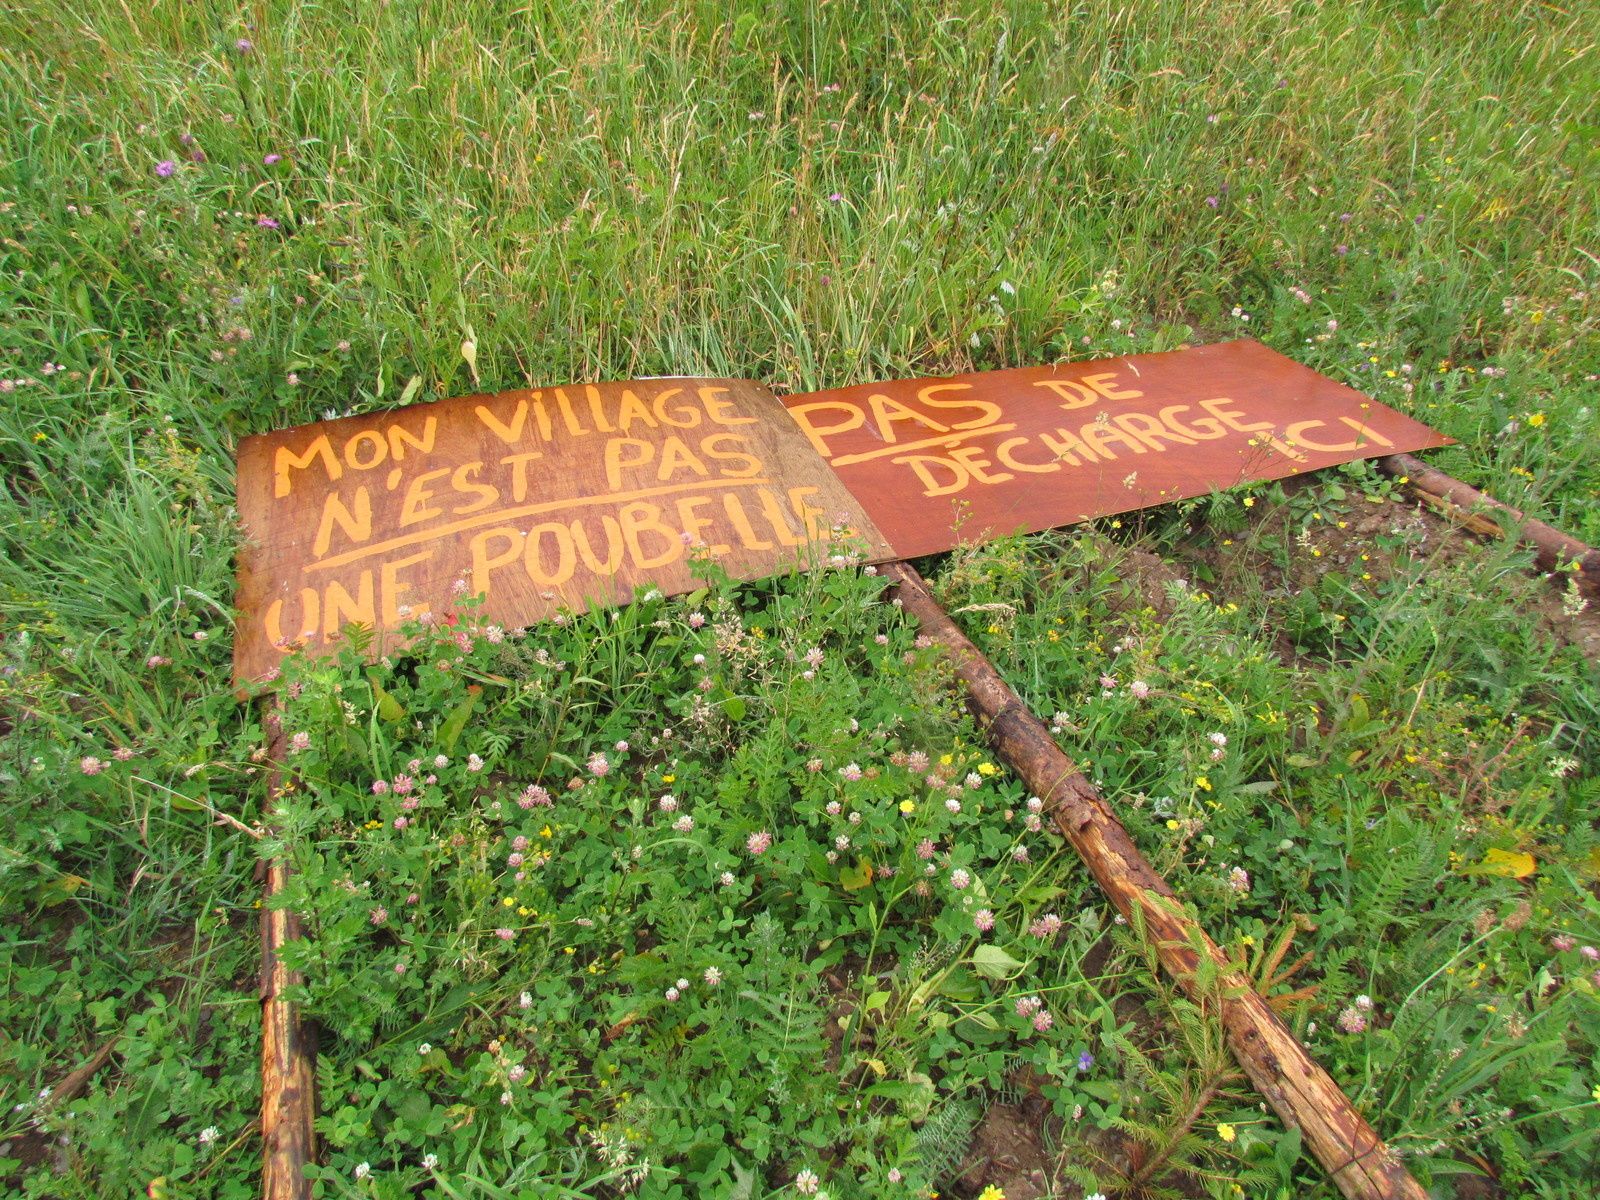 MON VillAGE
N'EST PAS
UNE POUBELLE
PAS DE
DÉCHARGE
ICI